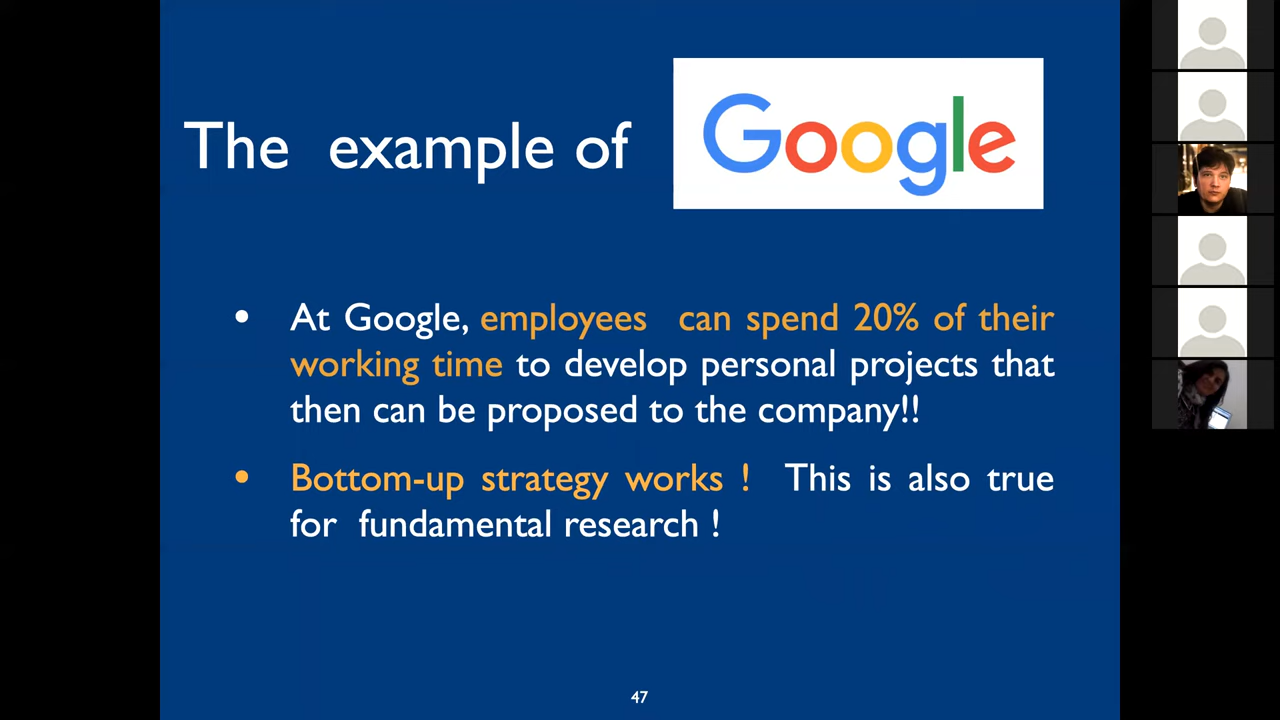 The example of Google
• At Google, employees can spend 20% of their
working time to develop personal projects that
then can be proposed to the company!!
• Bottom-up strategy works ! This is also true
for fundamental research !
47